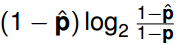 (1 − p̂) log₂ (1−p̂)/(1−p)